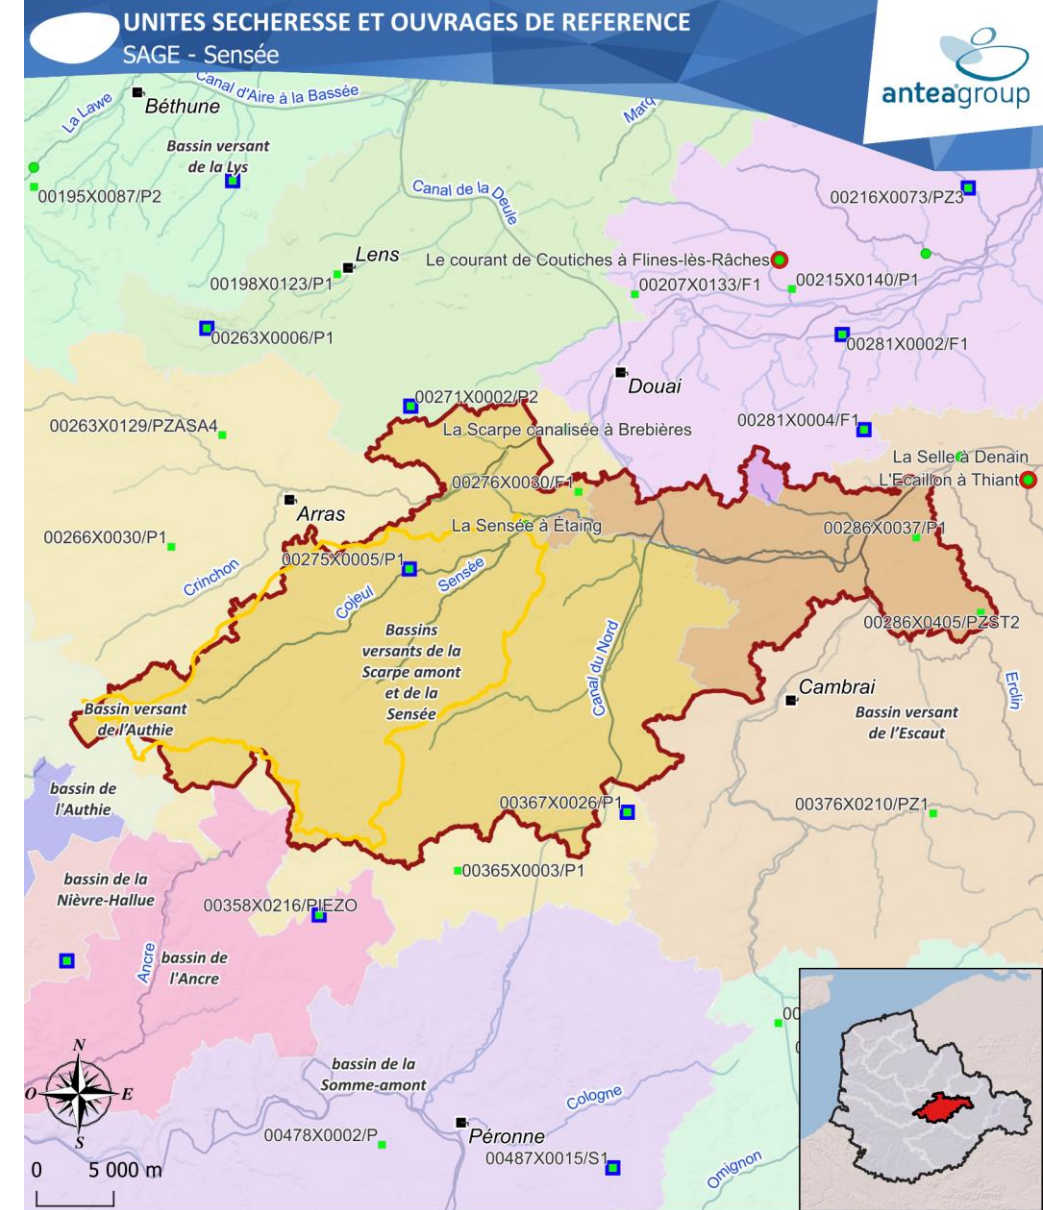 UNITES SECHERESSE ET OUVRAGES DE REFERENCE
SAGE - Sensée
anteagroup
Canal d'Aire à la Bassée
La Lawe
Béthune
Bassin versant
de la Lys
00195X0087/P2
Canal de la Deule
00216X0073/PZ3
Lens
Le courant de Coutiches à Flines-lès-Râches
00198X0123/P1
00207X0133/F1
00215X0140/P1
00263X0006/P1
00281X0002/F1
Douai
00271X0002/P2
00263X0129/PZASA4
La Scarpe canalisée à Brebières
00281X0004/F1
La Selle à Denain
L'Ecaillon à Thiant
00276X0030/F1
Arras
La Sensée à Étaing
00286X0037/P1
00266X0030/P1
00275X0005/P1
Crinchon
Cojeul
Sensée
00286X0405/PZST2
Bassins
versants de la
Scarpe amont
et de la
Sensée
Canal du Nord
Erclin
Cambrai
Bassin versant
de l'Authie
Bassin versant
de l'Escaut
bassin de
l'Authie
00367X0026/P1
00376X0210/PZ1
00365X0003/P1
bassin de la
Nièvre-Hallue
00358X0216/PIEZO
Ancre
bassin de
l'Ancre
00
N
O
E
S
bassin de la
Somme-amont
Cologne
00478X0002/P
Péronne
00487X0015/S1
Omignon
0 5 000 m